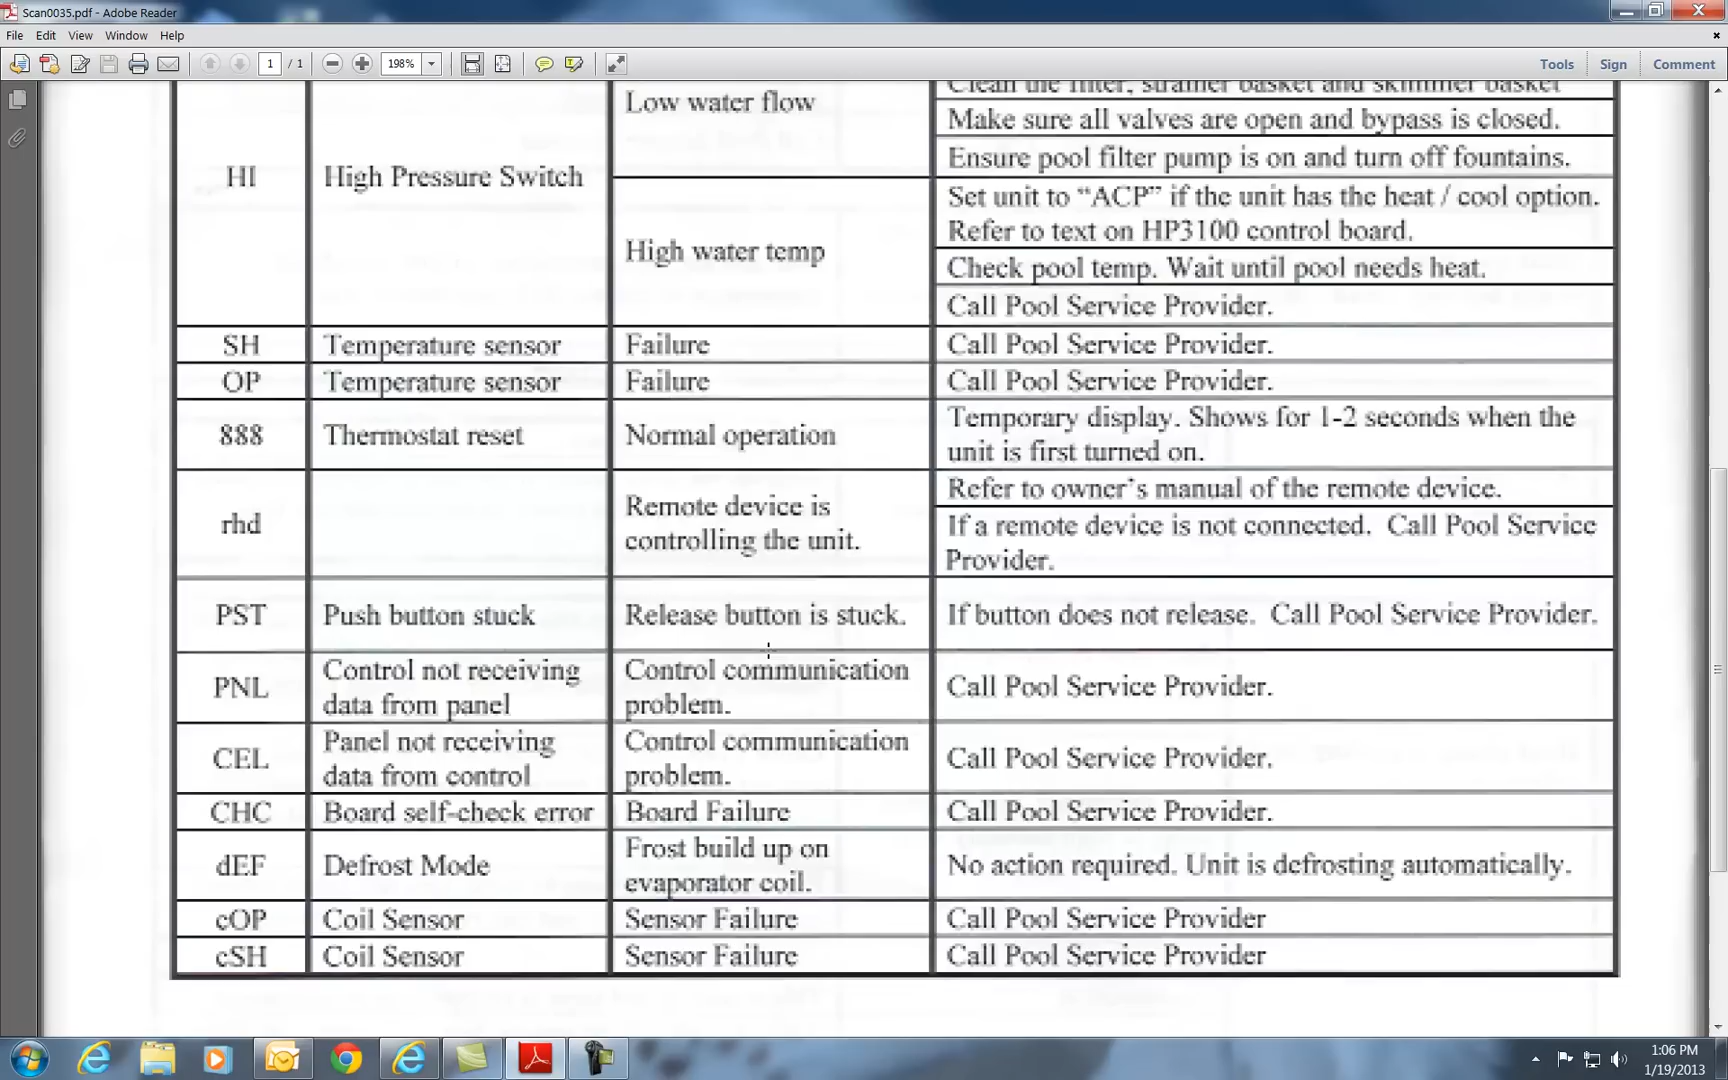 Scan0035.pdf - Adobe Reader
File Edit View Window Help
1 / 1 198% Tools Sign Comment
Low water flow
Clean the filter, strainer basket and skimmer basket
Make sure all valves are open and bypass is closed.
Ensure pool filter pump is on and turn off fountains.
HI High Pressure Switch
High water temp
Set unit to “ACP” if the unit has the heat / cool option.
Refer to text on HP3100 control board.
Check pool temp. Wait until pool needs heat.
Call Pool Service Provider.
SH Temperature sensor Failure Call Pool Service Provider.
OP Temperature sensor Failure Call Pool Service Provider.
888 Thermostat reset Normal operation
Temporary display. Shows for 1-2 seconds when the
unit is first turned on.
rhd
Remote device is
controlling the unit.
Refer to owner’s manual of the remote device.
If a remote device is not connected. Call Pool Service
Provider.
PST Push button stuck Release button is stuck. If button does not release. Call Pool Service Provider.
PNL
Control not receiving
data from panel
Control communication
problem.
Call Pool Service Provider.
CEL
Panel not receiving
data from control
Control communication
problem.
Call Pool Service Provider.
CHC Board self-check error Board Failure Call Pool Service Provider.
dEF Defrost Mode
Frost build up on
evaporator coil.
No action required. Unit is defrosting automatically.
cOP Coil Sensor Sensor Failure Call Pool Service Provider
cSH Coil Sensor Sensor Failure Call Pool Service Provider
1:06 PM
1/19/2013